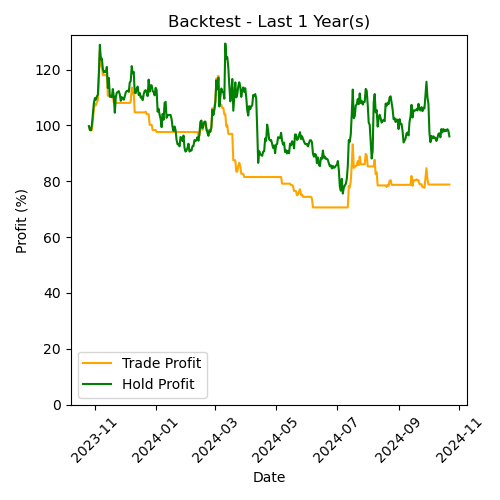 Backtest - Last 1 Year(s)
Profit (%)
120
100
80
60
40
20
0
Trade Profit
Hold Profit
2023-11
2024-01
2024-03
2024-05
2024-07
2024-09
2024-11
Date